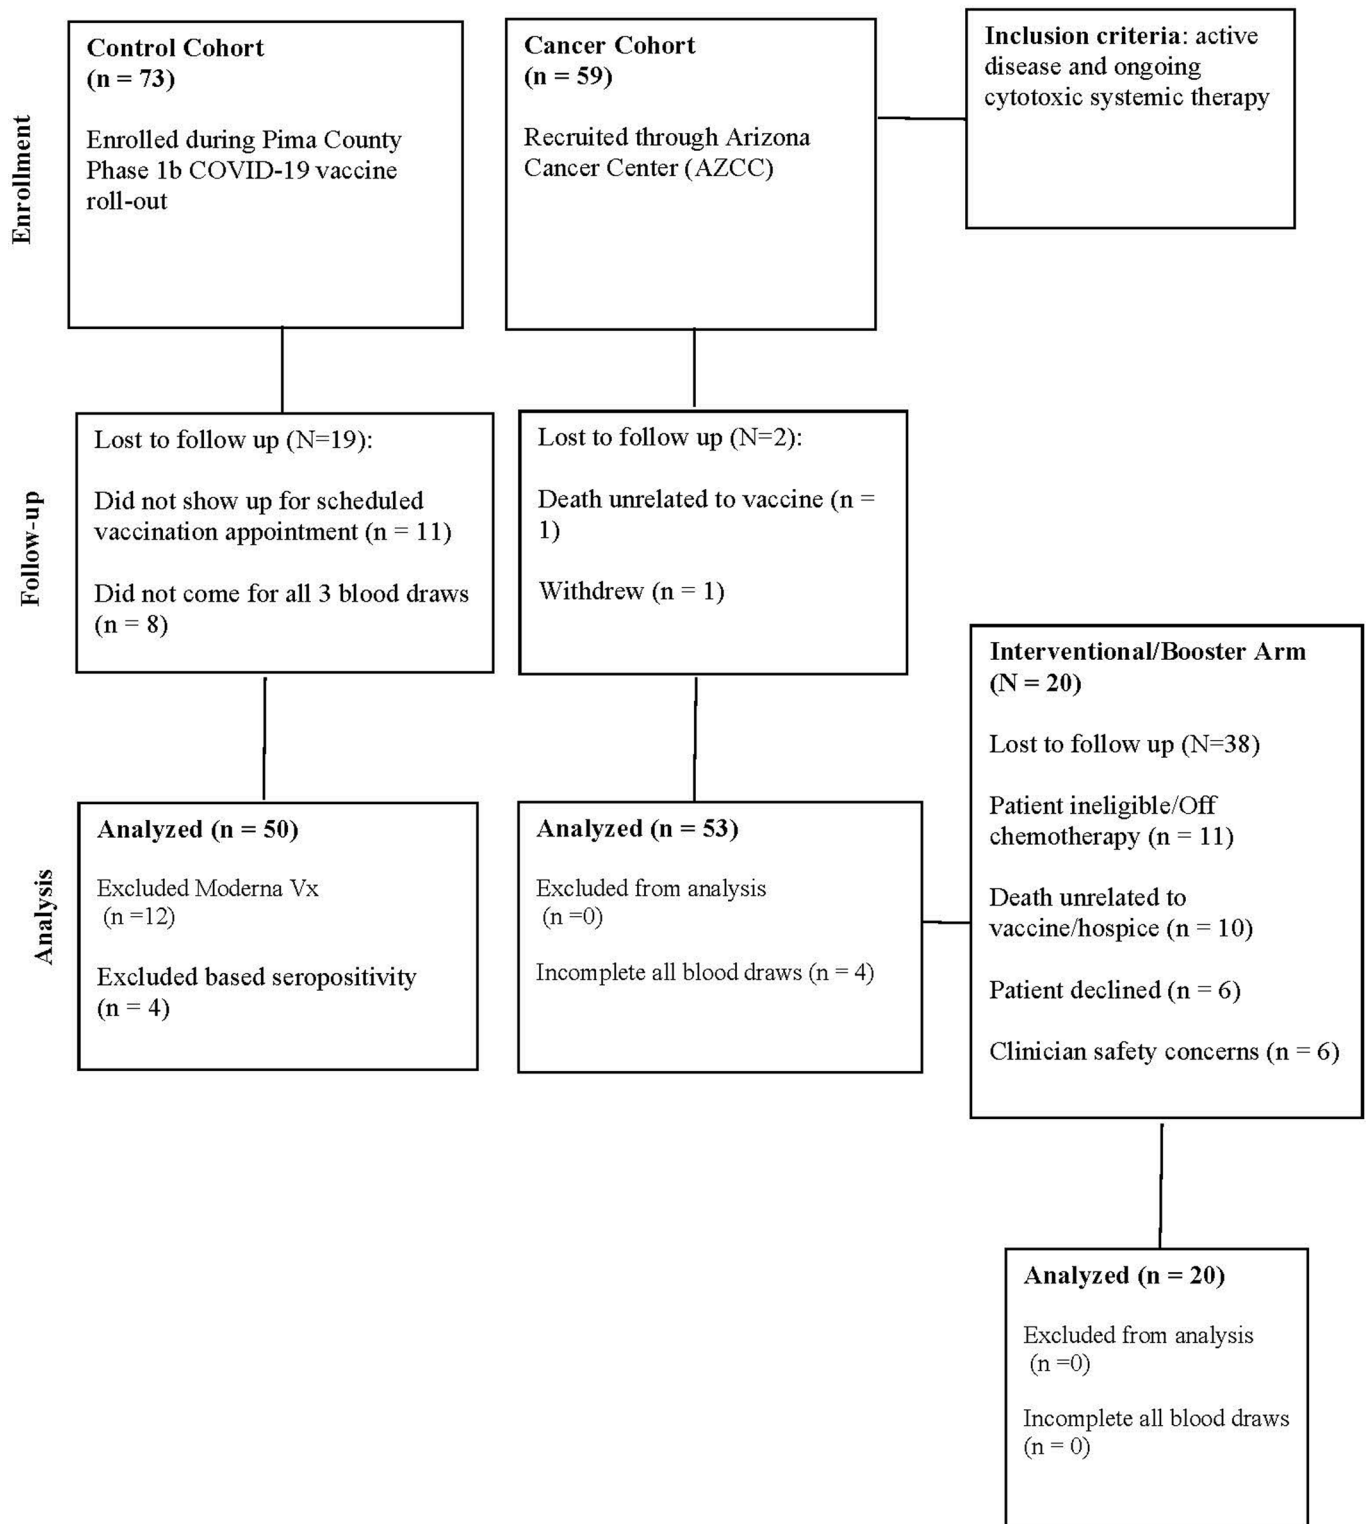 Enrollment
Control Cohort
(n = 73)
Enrolled during Pima County
Phase 1b COVID-19 vaccine
roll-out
Cancer Cohort
(n = 59)
Recruited through Arizona
Cancer Center (AZCC)
Inclusion criteria: active
disease and ongoing
cytotoxic systemic therapy
Follow-up
Lost to follow up (N=19):
Did not show up for scheduled
vaccination appointment (n = 11)
Did not come for all 3 blood draws
(n = 8)
Lost to follow up (N=2):
Death unrelated to vaccine (n =
1)
Withdrew (n = 1)
Analysis
Analyzed (n = 50)
Excluded Moderna Vx
(n =12)
Excluded based seropositivity
(n = 4)
Analyzed (n = 53)
Excluded from analysis
(n =0)
Incomplete all blood draws (n = 4)
Interventional/Booster Arm
(N = 20)
Lost to follow up (N=38)
Patient ineligible/Off
chemotherapy (n = 11)
Death unrelated to
vaccine/hospice (n = 10)
Patient declined (n = 6)
Clinician safety concerns (n = 6)
Analyzed (n = 20)
Excluded from analysis
(n =0)
Incomplete all blood draws
(n = 0)